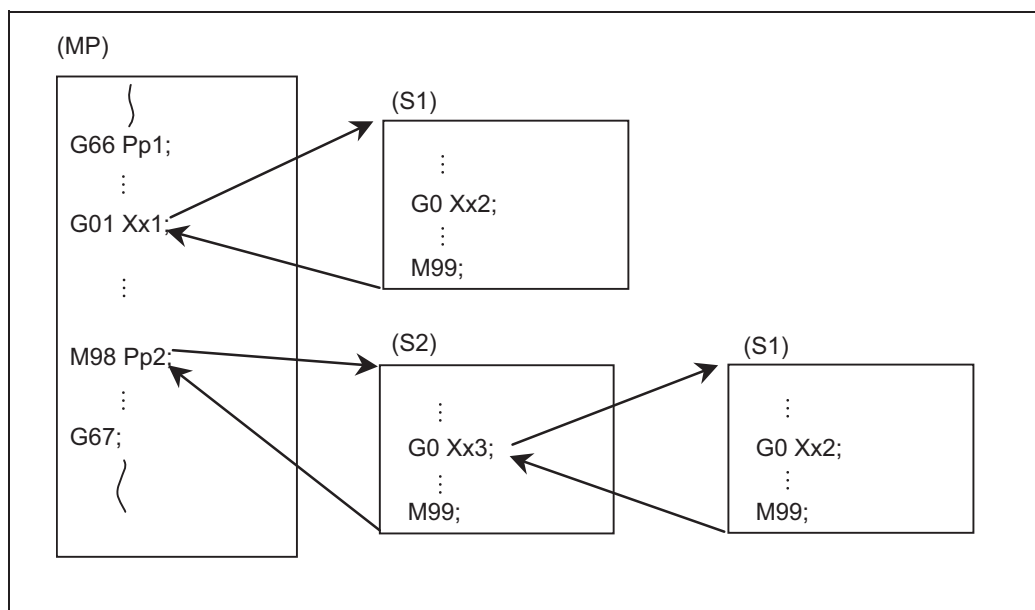 (MP)
G66 Pp1;
⋮
G01 Xx1;
⋮
M98 Pp2;
⋮
G67;
(S1)
⋮
G0 Xx2;
⋮
M99;
(S2)
⋮
G0 Xx3;
⋮
M99;
(S1)
⋮
G0 Xx2;
⋮
M99;